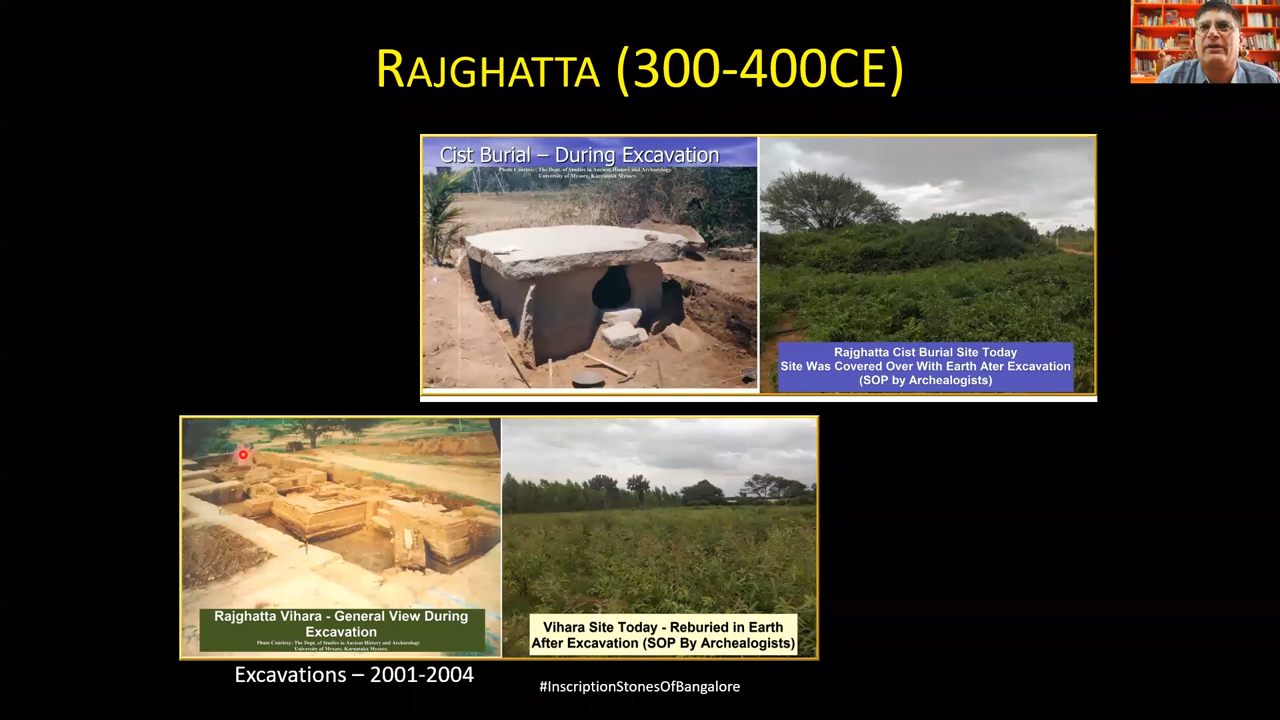 RAJGHATTA (300-400CE)
Cist Burial – During Excavation
Photo Courtesy: The Dept. of Studies in Ancient History and Archaeology
University of Mysore, Karnataka Mysore.
Rajghatta Cist Burial Site Today
Site Was Covered Over With Earth Ater Excavation
(SOP by Archealogists)
Rajghatta Vihara - General View During
Excavation
Photo Courtesy: The Dept. of Studies in Ancient History and Archaeology
University of Mysore, Karnataka Mysore.
Vihara Site Today - Reburied in Earth
After Excavation (SOP By Archealogists)
Excavations – 2001-2004
#InscriptionStonesOfBangalore